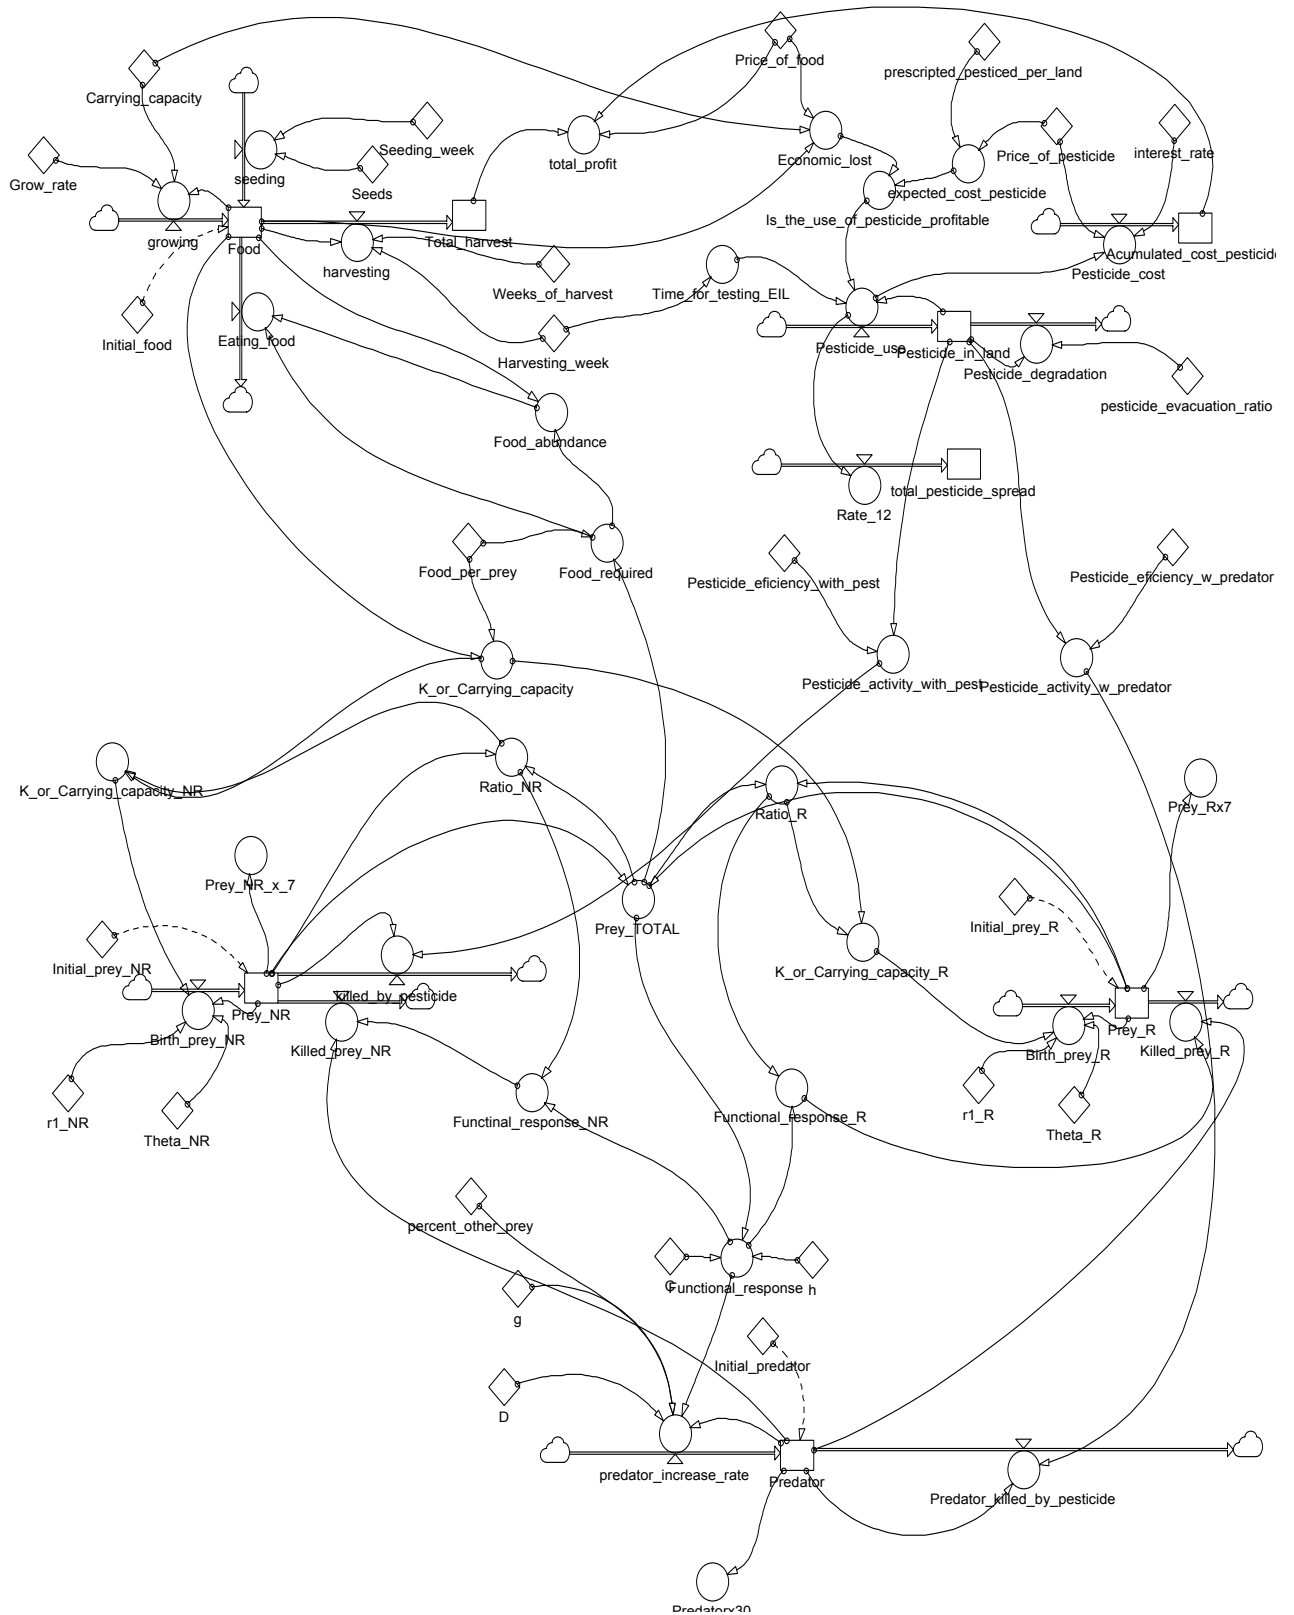 Price_of_food
prescripted_pesticed_per_land
Carrying_capacity
Seeding_week
total_profit
Economic_lost
Price_of_pesticide
interest_rate
Grow_rate
seeding
Seeds
expected_cost_pesticide
Is_the_use_of_pesticide_profitable
growing
Food
Total_harvest
harvesting
Acumulated_cost_pesticid
Pesticide_cost
Weeks_of_harvest
Time_for_testing_EIL
Initial_food
Eating_food
Harvesting_week
Pesticide_use
Pesticide_in_land
Pesticide_degradation
pesticide_evacuation_ratio
Food_abundance
total_pesticide_spread
Rate_12
Food_per_prey
Food_required
Pesticide_eficiency_with_pest
Pesticide_eficiency_w_predator
K_or_Carrying_capacity
Pesticide_activity_with_pest
Pesticide_activity_w_predator
K_or_Carrying_capacity_NR
Ratio_NR
Ratio_R
Prey_Rx7
Prey_NR_x_7
Prey_TOTAL
Initial_prey_R
Initial_prey_NR
K_or_Carrying_capacity_R
killed_by_pesticide
Prey_NR
Birth_prey_NR
Killed_prey_NR
Prey_R
Birth_prey_R
Killed_prey_R
r1_NR
Theta_NR
Functinal_response_NR
Functional_response_R
r1_R
Theta_R
percent_other_prey
C
Functional_response
h
g
Initial_predator
D
predator_increase_rate
Predator
Predator_killed_by_pesticide
Predatorx30